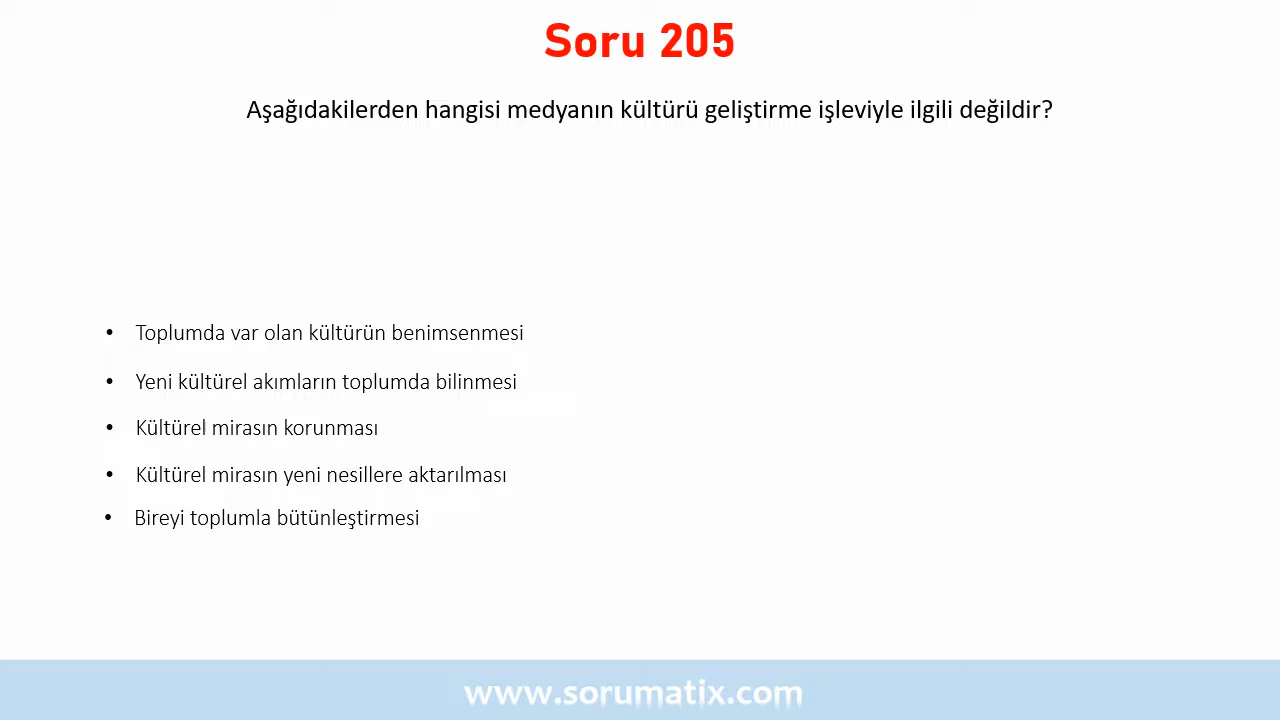 Soru 205
Aşağıdakilerden hangisi medyanın kültürü geliştirme işleviyle ilgili değildir?
• Toplumda var olan kültürün benimsenmesi
• Yeni kültürel akımların toplumda bilinmesi
• Kültürel mirasın korunması
• Kültürel mirasın yeni nesillere aktarılması
• Bireyi toplumla bütünleştirmesi
www.sorumatix.com